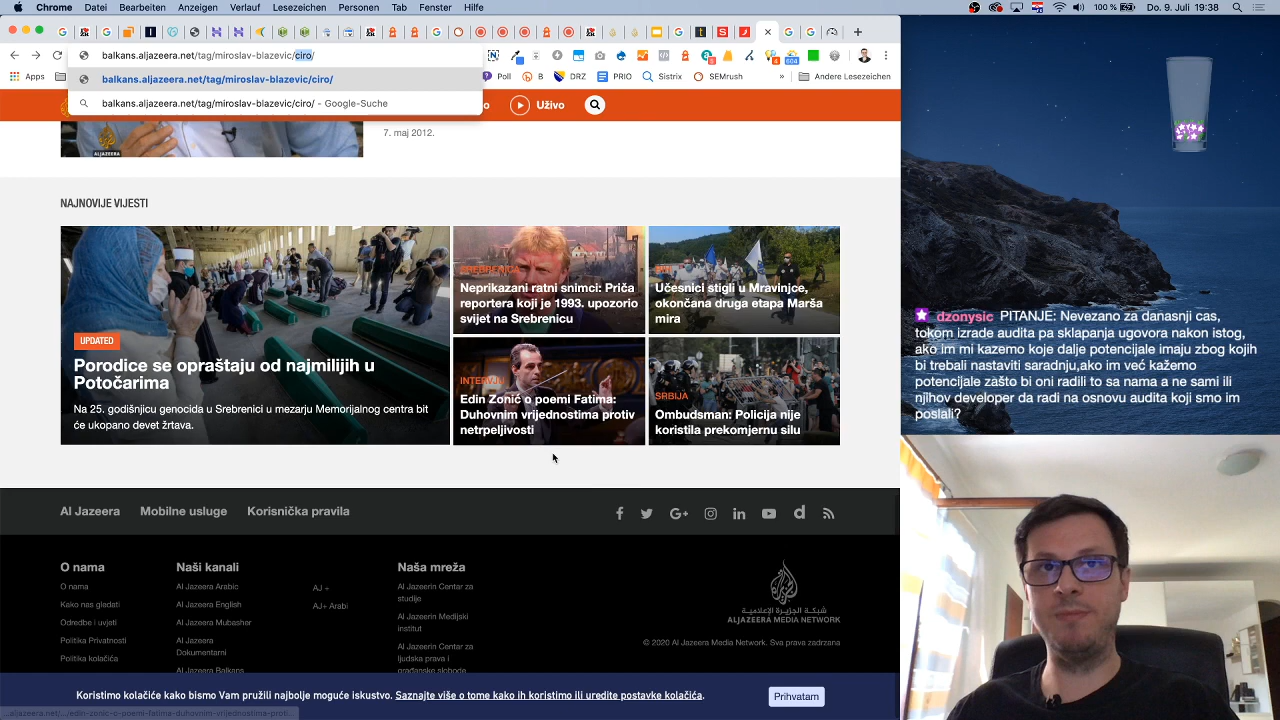 Chrome Ablage Bearbeiten Anzeigen Verlauf Lesezeichen Personen Tab Fenster Hilfe
100 % Do. 9. Juli 19:38
balkans.aljazeera.net/tag/miroslav-blazevic/ciro/
Apps
Poll
B
DRZ
PRIO
Sistrix
SEMrush
»
Andere Lesezeichen
balkans.aljazeera.net/tag/miroslav-blazevic/ciro/
balkans.aljazeera.net/tag/miroslav-blazevic/ciro/ - Google-Suche
o
Uživo
ALJAZEERA
7. maj 2012.
NAJNOVIJE VIJESTI
UPDATED
Porodice se opraštaju od najmilijih u
Potočarima
Na 25. godišnjicu genocida u Srebrenici u mezarju Memorijalnog centra bit
će ukopano devet žrtava.
SREBRENICA
Neprikazani ratni snimci: Priča
reportera koji je 1993. upozorio
svijet na Srebrenicu
BiH
Učesnici stigli u Mravinjce,
okončana druga etapa Marša
mira
INTERVJU
Edin Zonić o poemi Fatima:
Duhovnim vrijednostima protiv
netrpeljivosti
SRBIJA
Ombudsman: Policija nije
koristila prekomjernu silu
Al Jazeera
Mobilne usluge
Korisnička pravila
O nama
O nama
Kako nas gledati
Odredbe i uvjeti
Politika Privatnosti
Politika kolačića
Naši kanali
Al Jazeera Arabic
Al Jazeera English
Al Jazeera Mubasher
Al Jazeera
Dokumentarni
Al Jazeera Balkans
AJ +
AJ+ Arabi
Naša mreža
Al Jazeerin Centar za
studije
Al Jazeerin Medijski
institut
Al Jazeerin Centar za
ljudska prava i
građanske slobode
شبكة الجزيرة الإعلامية
ALJAZEERA MEDIA NETWORK
© 2020 Al Jazeera Media Network. Sva prava zadrzana
Koristimo kolačiće kako bismo Vam pružili najbolje moguće iskustvo. Saznajte više o tome kako ih koristimo ili uredite postavke kolačića.
Prihvatam
dzonysic PITANJE: Nevezano za danasnji cas,
tokom izrade audita pa sklapanja ugovora nakon istog,
ako im mi kazemo koje dalje potencijale imaju zbog kojih
bi trebali nastaviti saradnju,ako im već kažemo
potencijale zašto bi oni radili to sa nama a ne sami ili
njihov developer da radi na osnovu audita koji smo im
poslali?